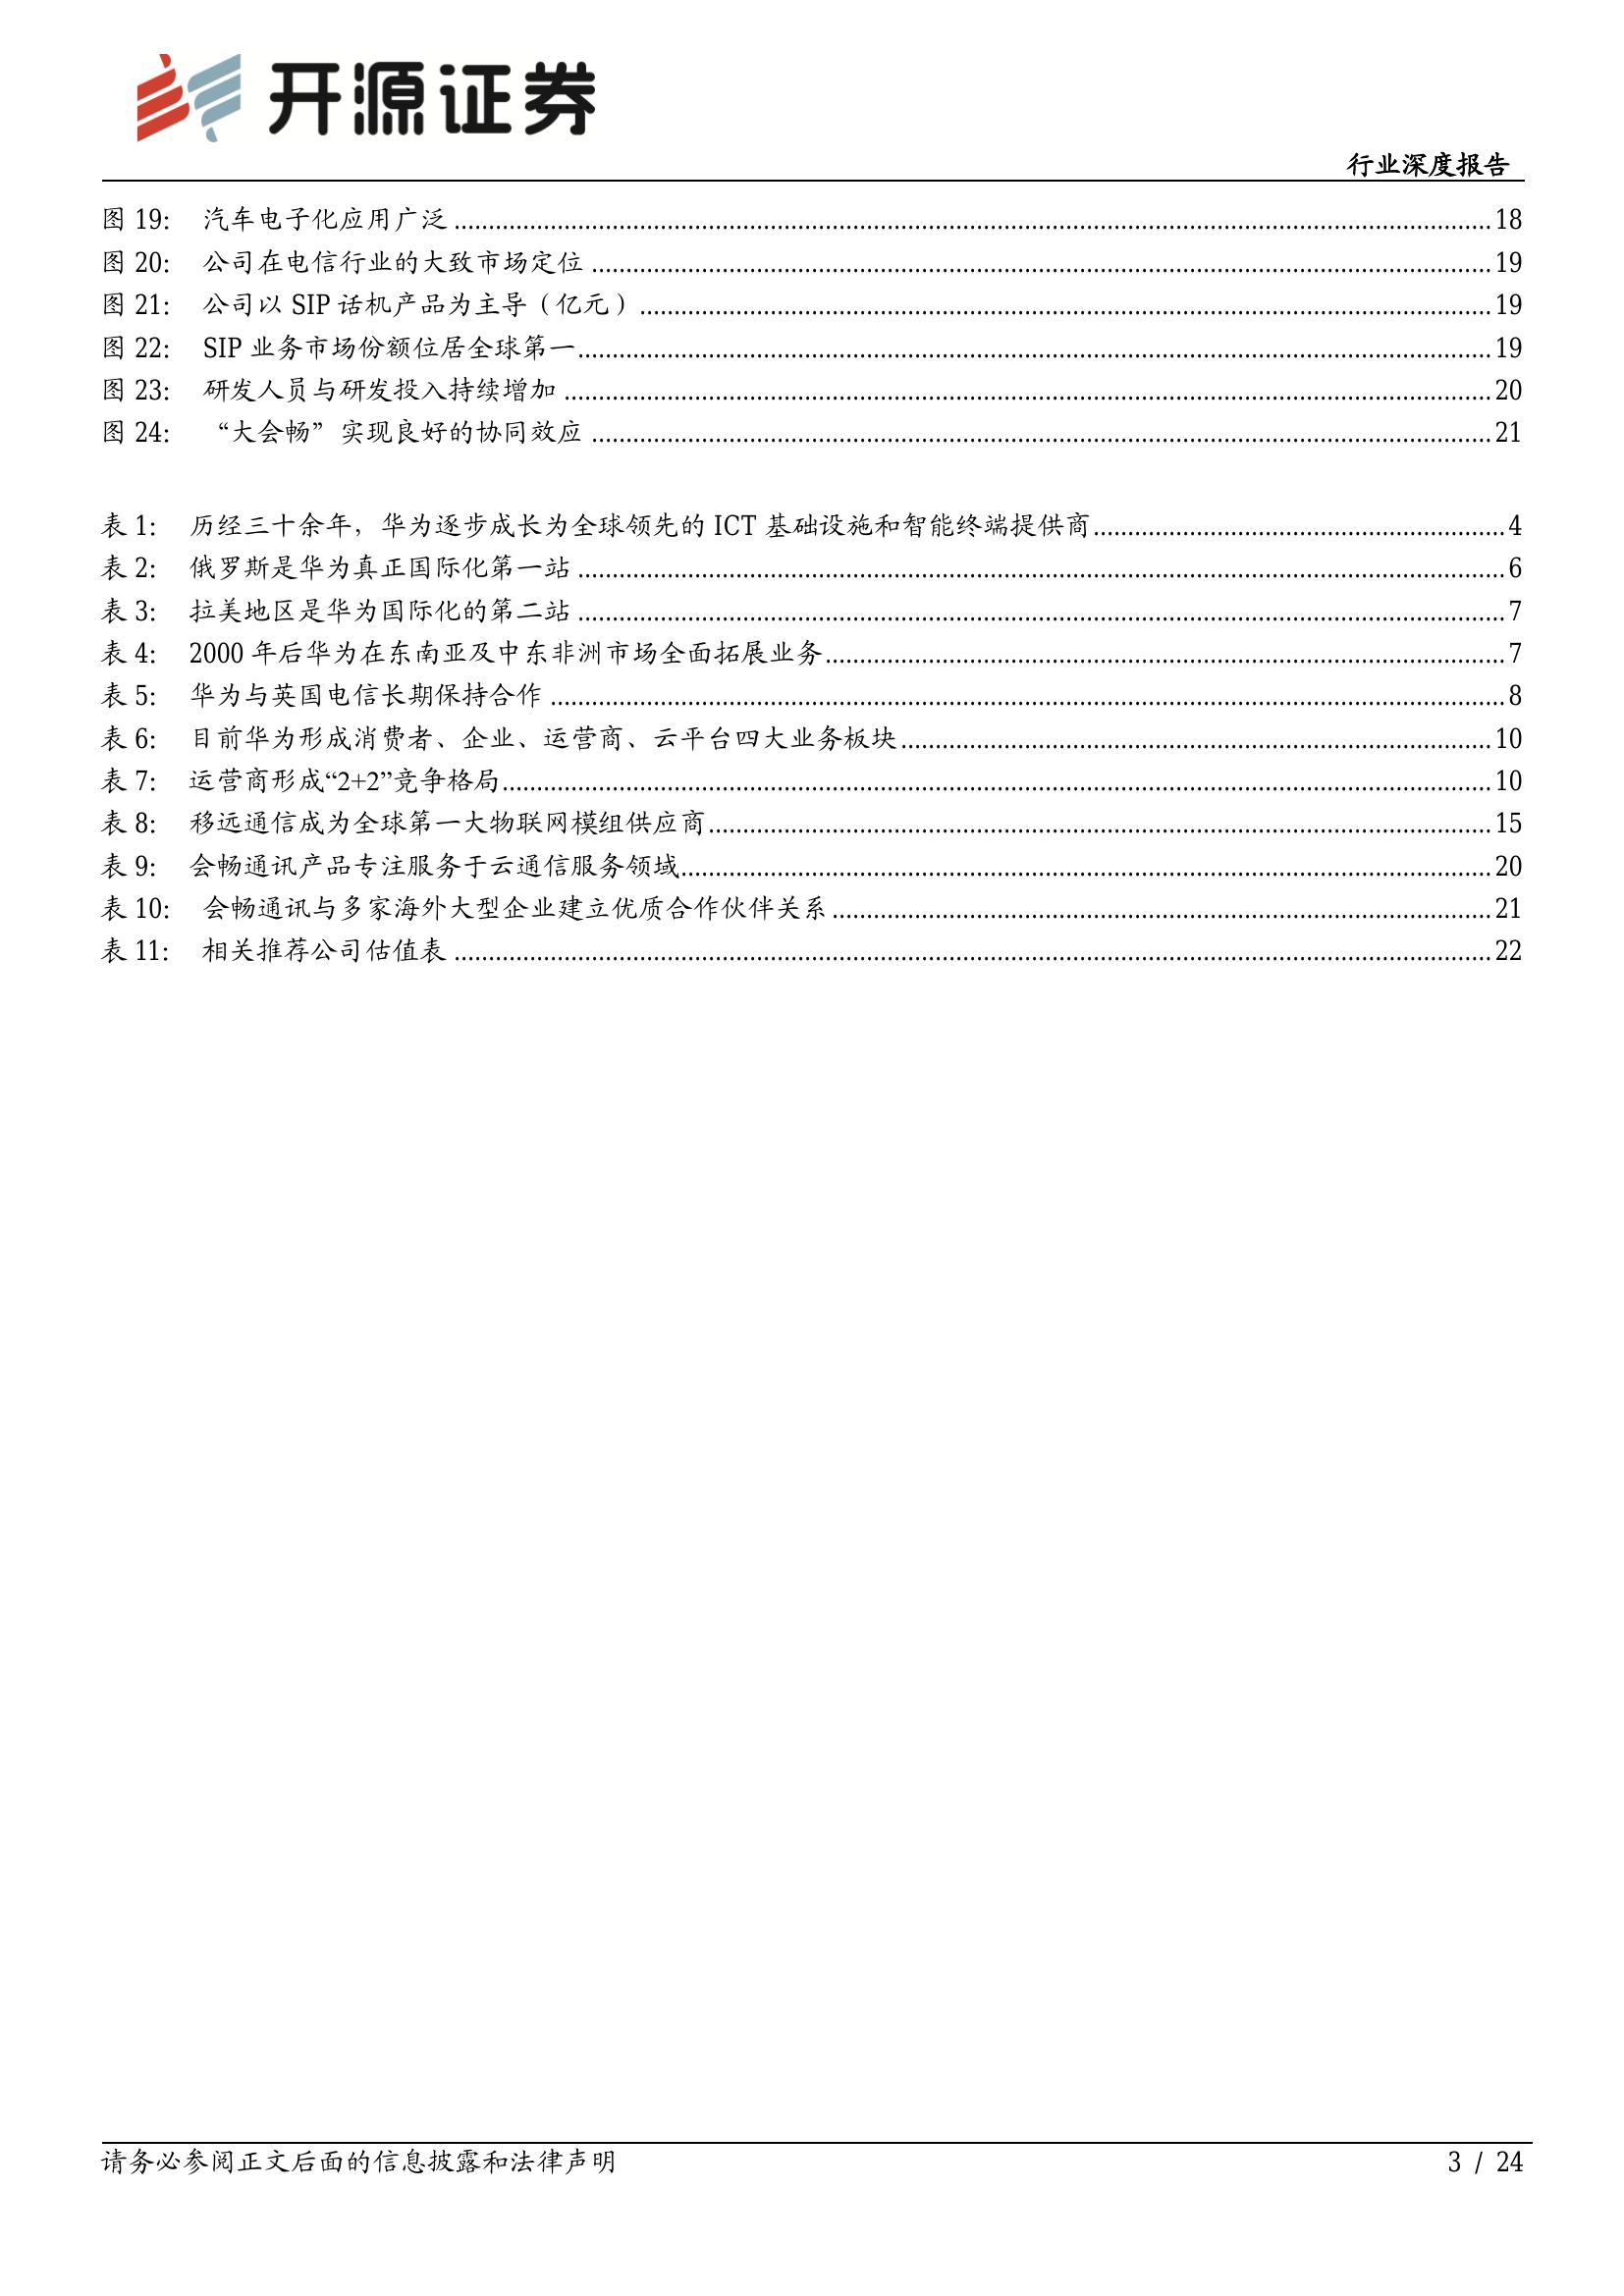 开源证券
行业深度报告
图 19: 汽车电子化应用广泛 ........ 18
图 20: 公司在电信行业的大致市场定位 ........ 19
图 21: 公司以 SIP 话机产品为主导（亿元） ........ 19
图 22: SIP 业务市场份额位居全球第一 ........ 19
图 23: 研发人员与研发投入持续增加 ........ 20
图 24: “大会畅”实现良好的协同效应 ........ 21
表 1: 历经三十余年，华为逐步成长为全球领先的 ICT 基础设施和智能终端提供商 ........ 4
表 2: 俄罗斯是华为真正国际化第一站 ........ 6
表 3: 拉美地区是华为国际化的第二站 ........ 7
表 4: 2000 年后华为在东南亚及中东非洲市场全面拓展业务 ........ 7
表 5: 华为与英国电信长期保持合作 ........ 8
表 6: 目前华为形成消费者、企业、运营商、云平台四大业务板块 ........ 10
表 7: 运营商形成“2+2”竞争格局 ........ 10
表 8: 移远通信成为全球第一大物联网模组供应商 ........ 15
表 9: 会畅通讯产品专注服务于云通信服务领域 ........ 20
表 10: 会畅通讯与多家海外大型企业建立优质合作伙伴关系 ........ 21
表 11: 相关推荐公司估值表 ........ 22
请务必参阅正文后面的信息披露和法律声明 3 / 24